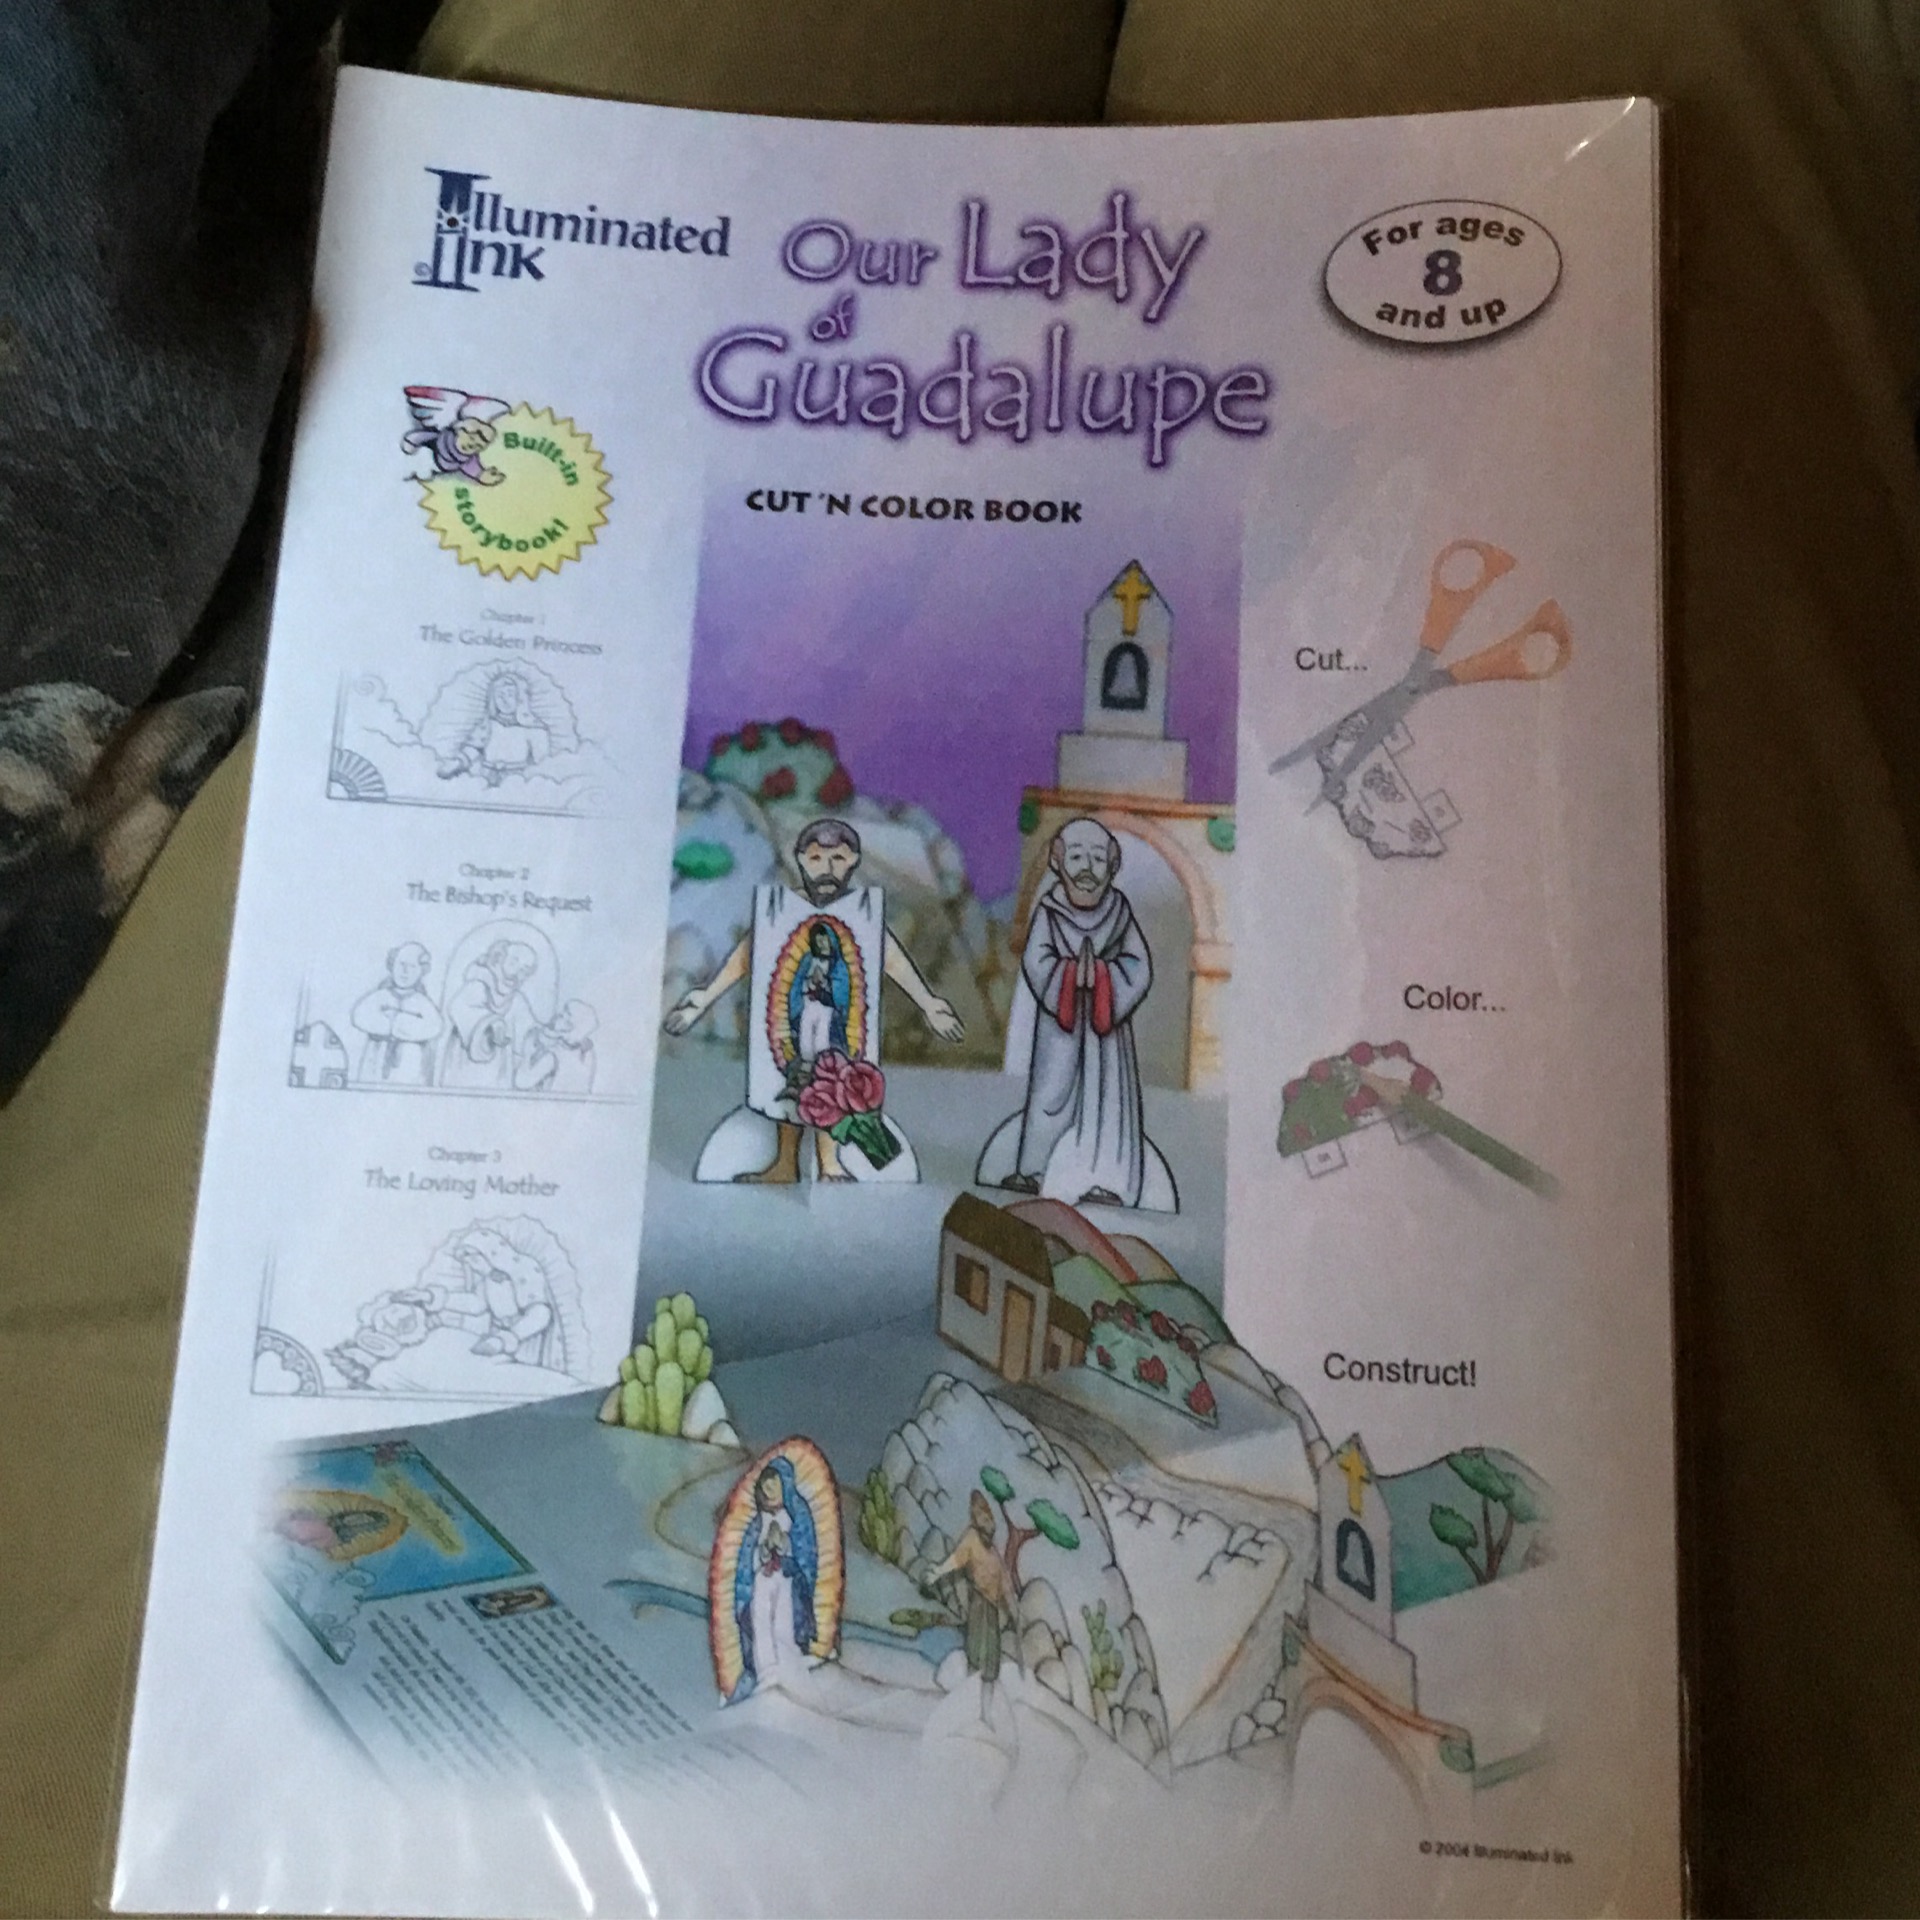 Illuminated
Ink
Our Lady
of
Guadalupe
For ages
8
and up
Built-in
storybook!
CUT 'N COLOR BOOK
Chapter 1
The Golden Princess
Chapter 2
The Bishop's Request
Chapter 3
The Loving Mother
Cut...
Color...
Construct!
© 2004 Illuminated Ink